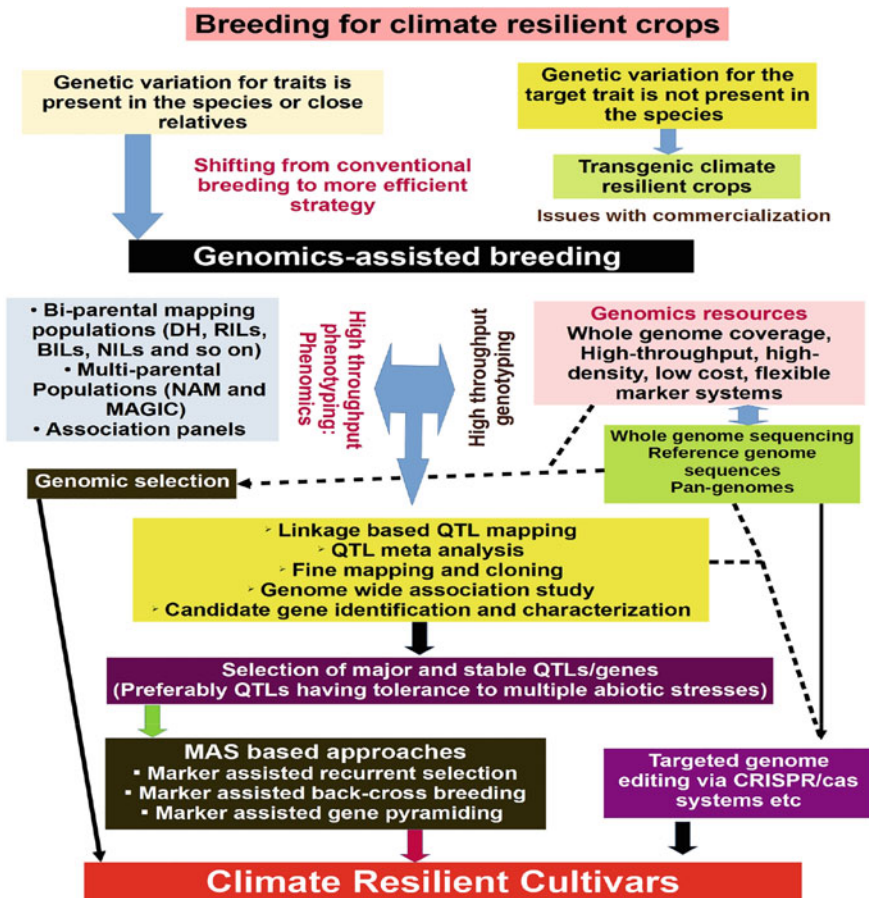 Breeding for climate resilient crops
Genetic variation for traits is
present in the species or close
relatives
Genetic variation for the
target trait is not present in
the species
Shifting from conventional
breeding to more efficient
strategy
Transgenic climate
resilient crops
Issues with commercialization
Genomics-assisted breeding
• Bi-parental mapping
populations (DH, RILs,
BILs, NILs and so on)
• Multi-parental
Populations (NAM and
MAGIC)
• Association panels
High throughput
phenotyping:
Phenomics
High throughput
genotyping
Genomics resources
Whole genome coverage,
High-throughput, high-
density, low cost, flexible
marker systems
Whole genome sequencing
Reference genome
sequences
Pan-genomes
Genomic selection
➢ Linkage based QTL mapping
➢ QTL meta analysis
➢ Fine mapping and cloning
➢ Genome wide association study
➢ Candidate gene identification and characterization
Selection of major and stable QTLs/genes
(Preferably QTLs having tolerance to multiple abiotic stresses)
MAS based approaches
▪ Marker assisted recurrent selection
▪ Marker assisted back-cross breeding
▪ Marker assisted gene pyramiding
Targeted genome
editing via CRISPR/cas
systems etc
Climate Resilient Cultivars